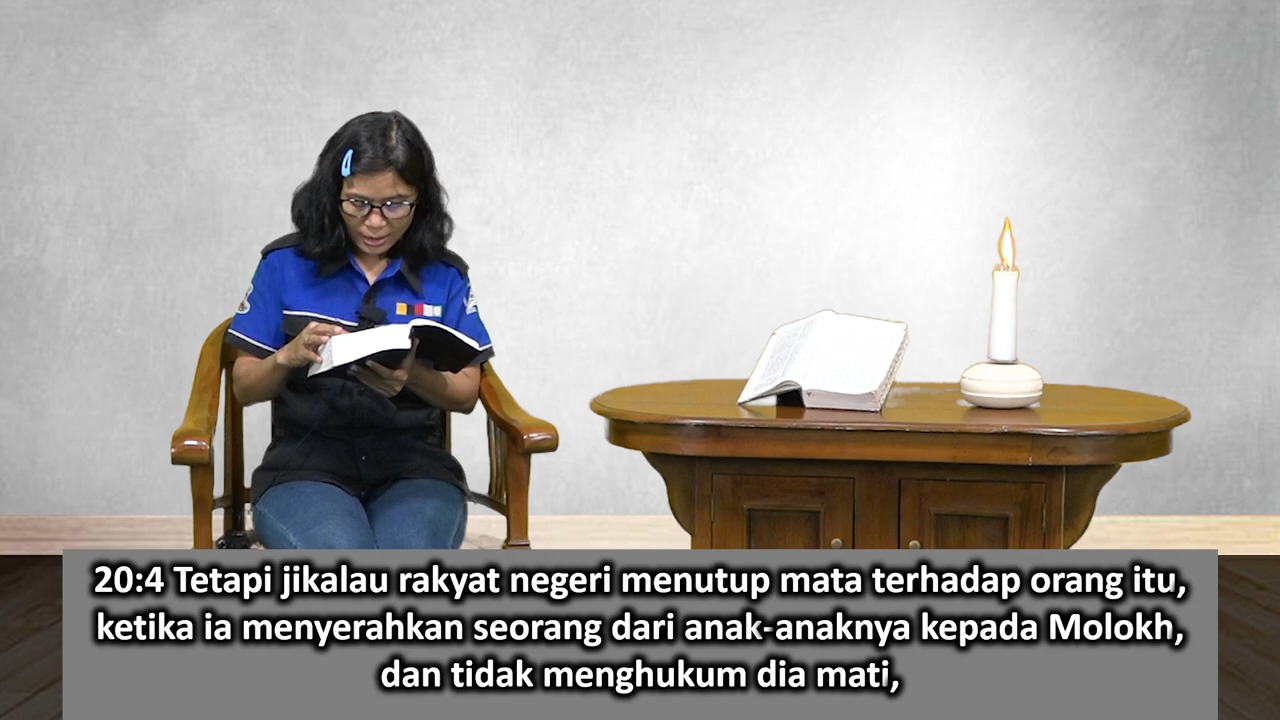 20:4 Tetapi jikalau rakyat negeri menutup mata terhadap orang itu,
ketika ia menyerahkan seorang dari anak-anaknya kepada Molokh,
dan tidak menghukum dia mati,